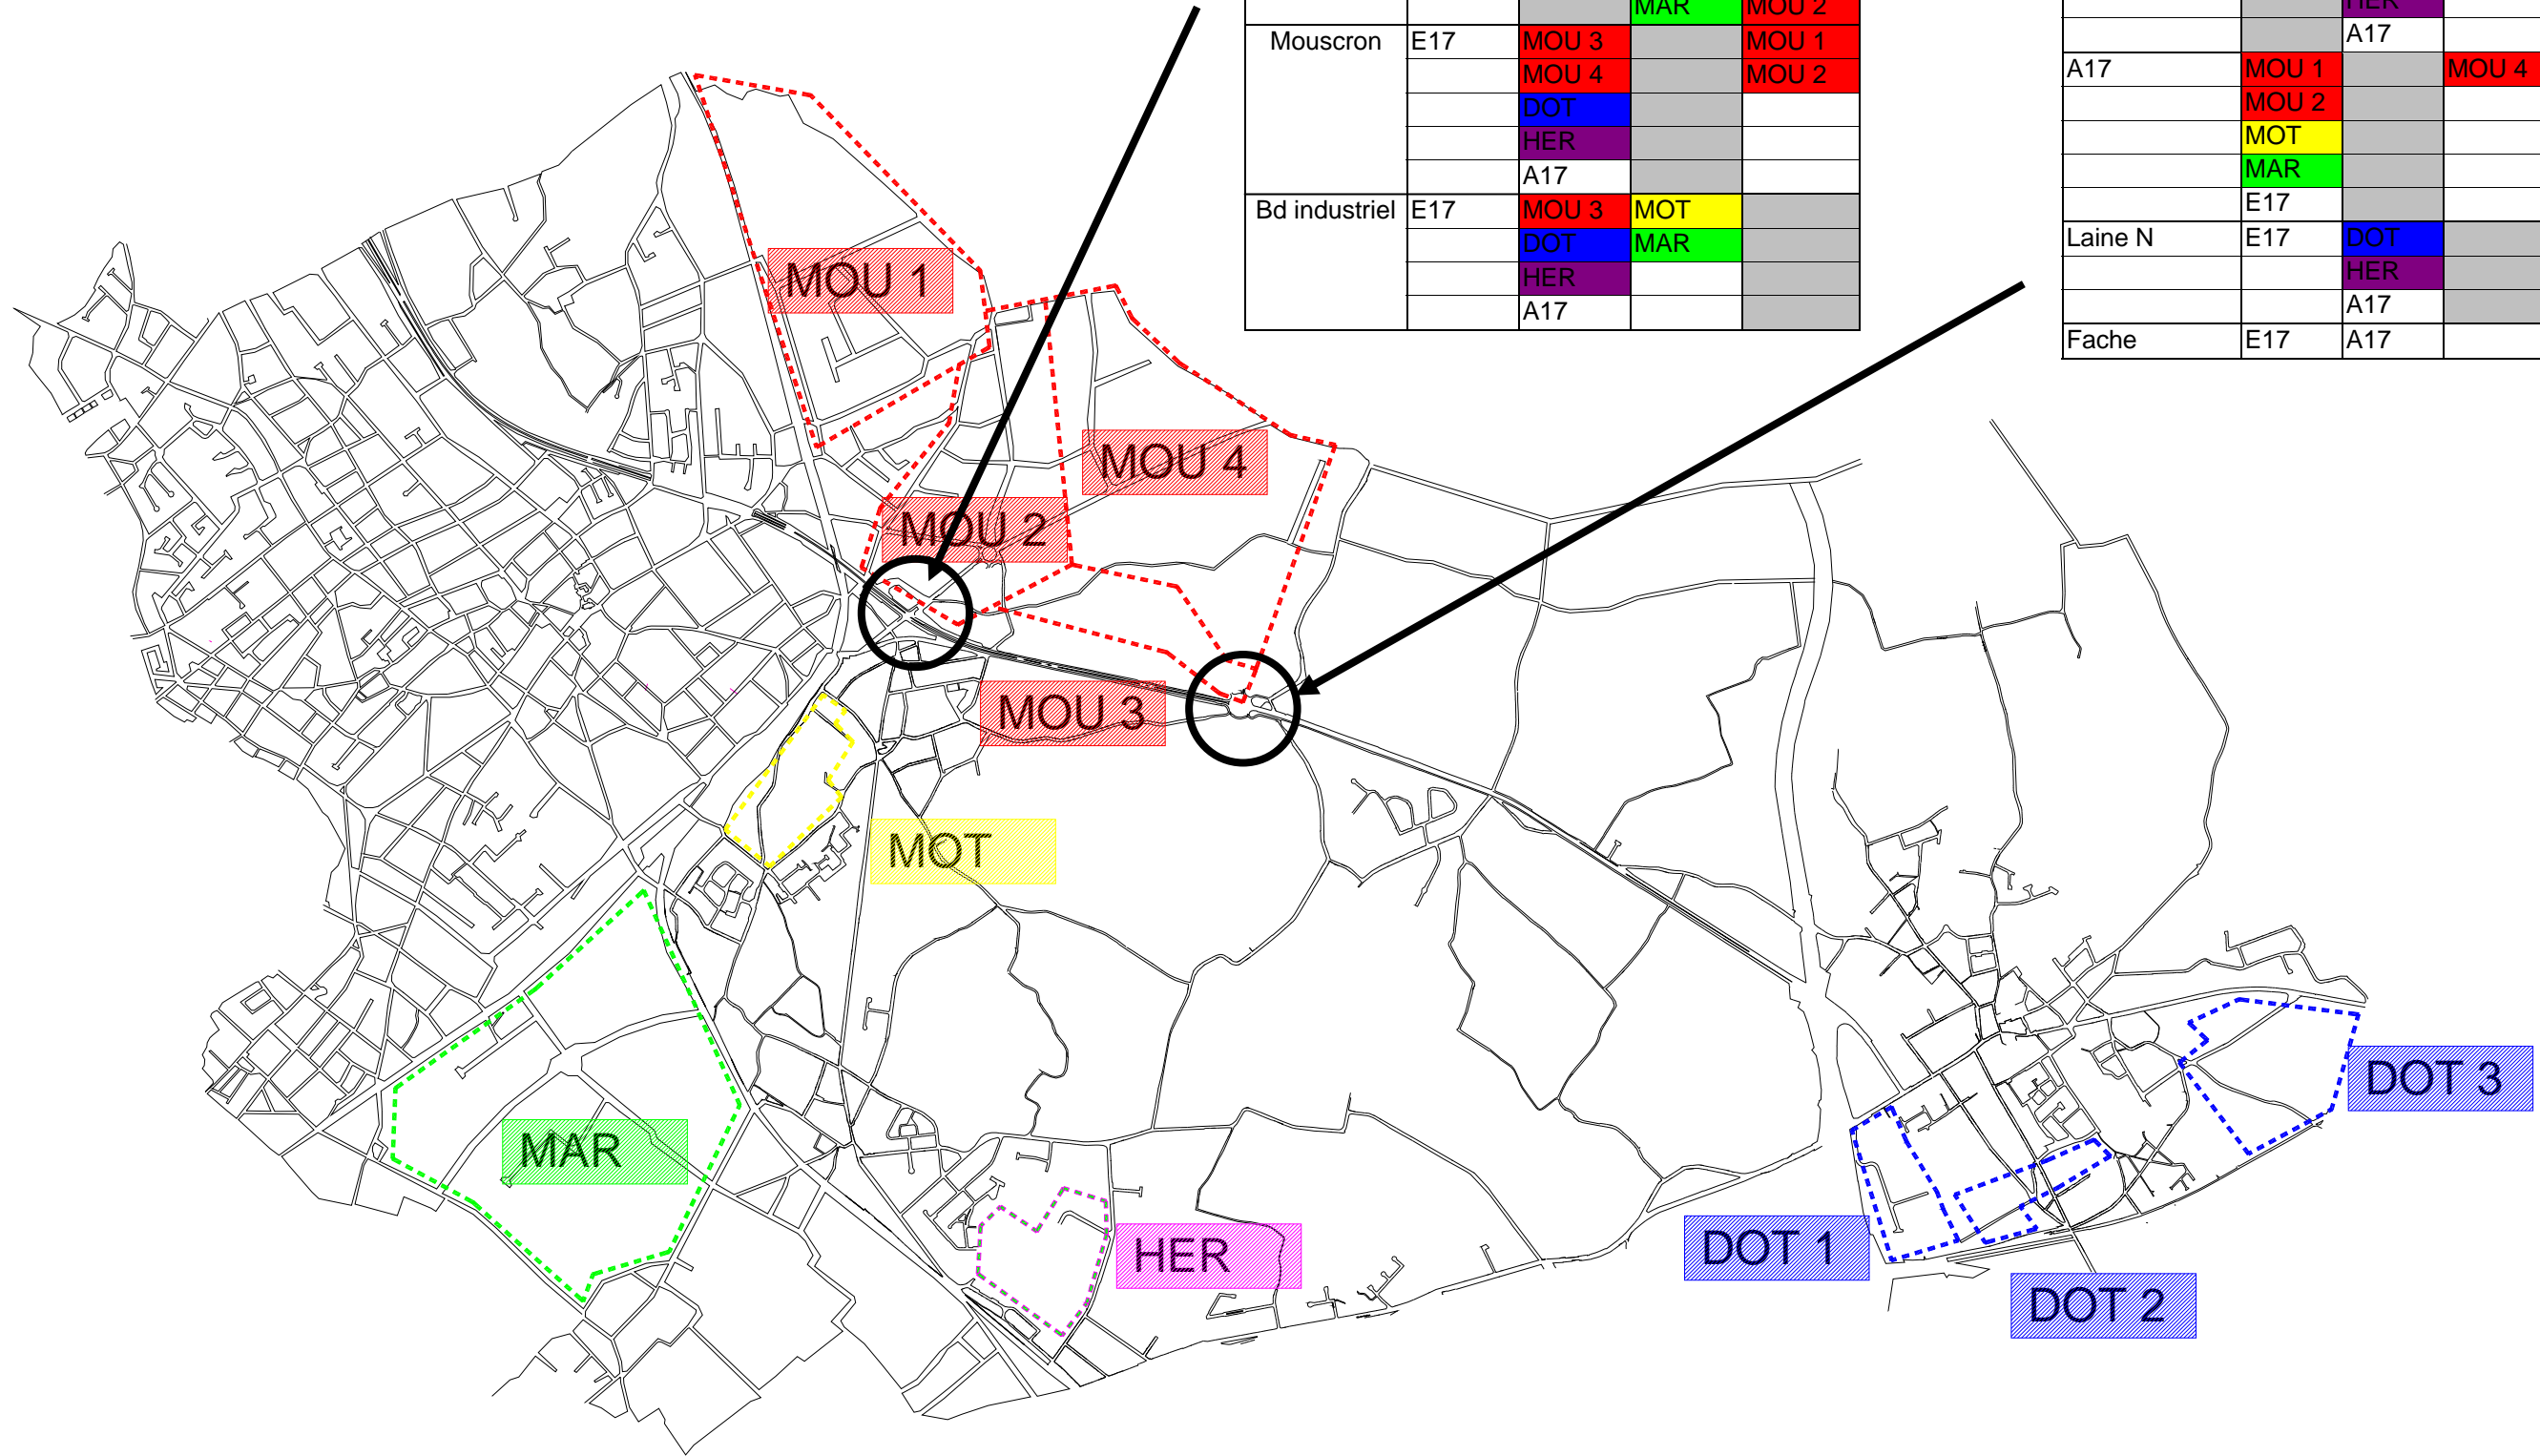 MAR MOU 2
Mouscron E17 MOU 3 MOU 1
MOU 4 MOU 2
DOT
HER
A17
Bd industriel E17 MOU 3 MOT
DOT MAR
HER
A17
HER
A17
A17 MOU 1 MOU 4
MOU 2
MOT
MAR
E17
Laine N E17 DOT
HER
A17
Fache E17 A17
MOU 1
MOU 4
MOU 2
MOU 3
MOT
MAR
HER
DOT 3
DOT 1
DOT 2